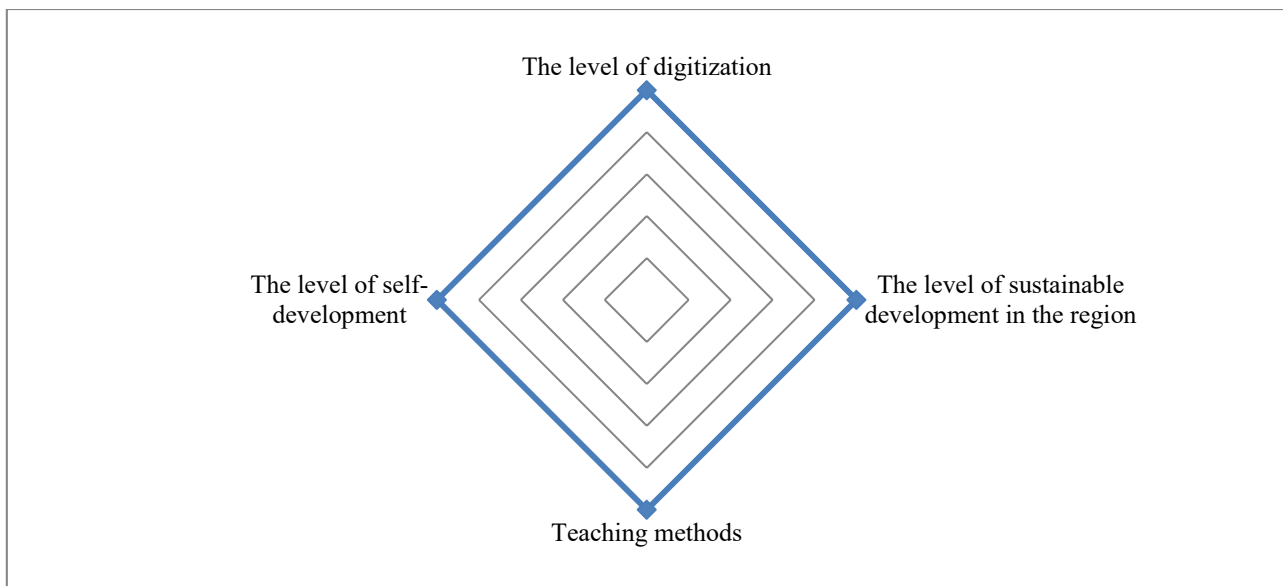 The level of digitization
The level of self-
development
The level of sustainable
development in the region
Teaching methods